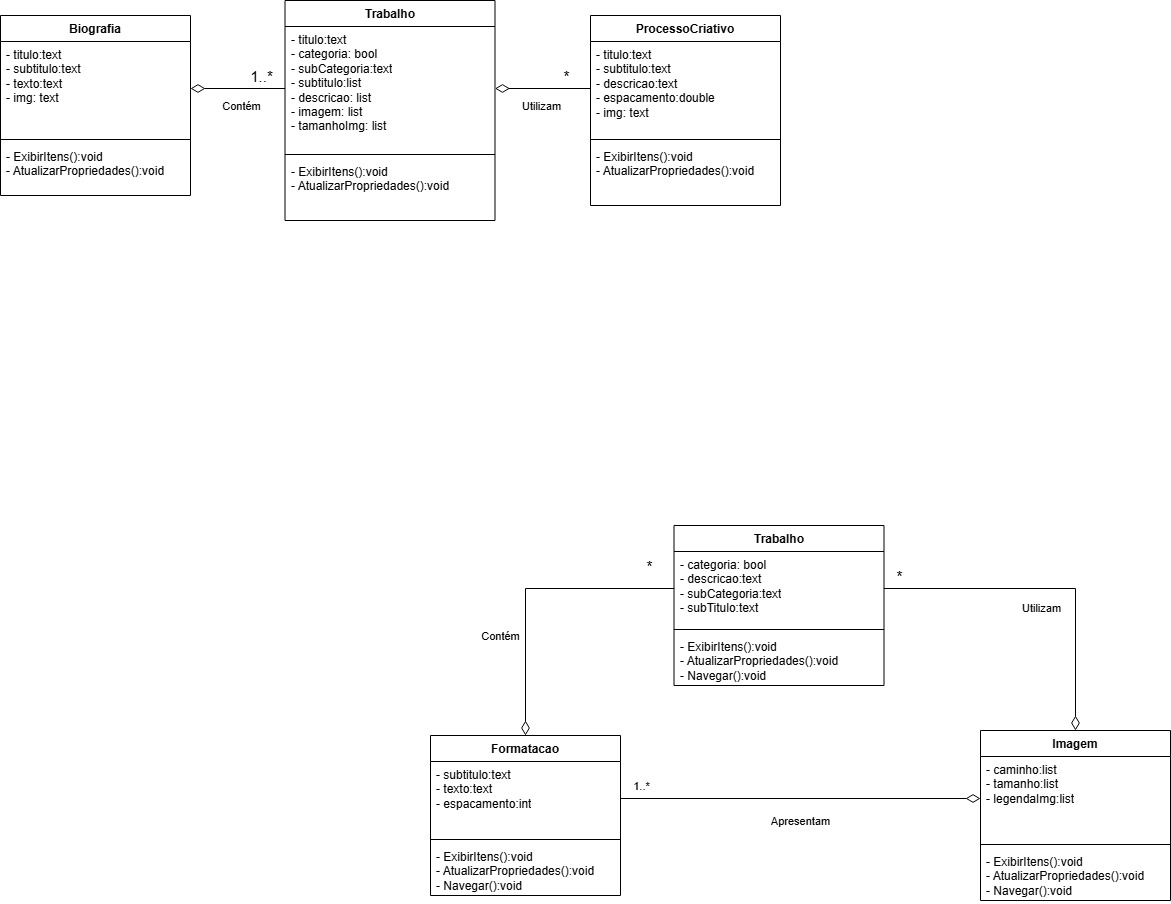 Biografia
- titulo:text
- subtitulo:text
- texto:text
- img: text
- ExibirItens():void
- AtualizarPropriedades():void
1..*
Contém
Trabalho
- titulo:text
- categoria: bool
- subCategoria:text
- subtitulo:list
- descricao: list
- imagem: list
- tamanhoImg: list
- ExibirItens():void
- AtualizarPropriedades():void
*
Utilizam
ProcessoCriativo
- titulo:text
- subtitulo:text
- descricao:text
- espacamento:double
- img: text
- ExibirItens():void
- AtualizarPropriedades():void
Trabalho
- categoria: bool
- descricao:text
- subCategoria:text
- subTitulo:text
- ExibirItens():void
- AtualizarPropriedades():void
- Navegar():void
*
Contém
*
Utilizam
Formatacao
- subtitulo:text
- texto:text
- espacamento:int
- ExibirItens():void
- AtualizarPropriedades():void
- Navegar():void
1..*
Apresentam
Imagem
- caminho:list
- tamanho:list
- legendaImg:list
- ExibirItens():void
- AtualizarPropriedades():void
- Navegar():void